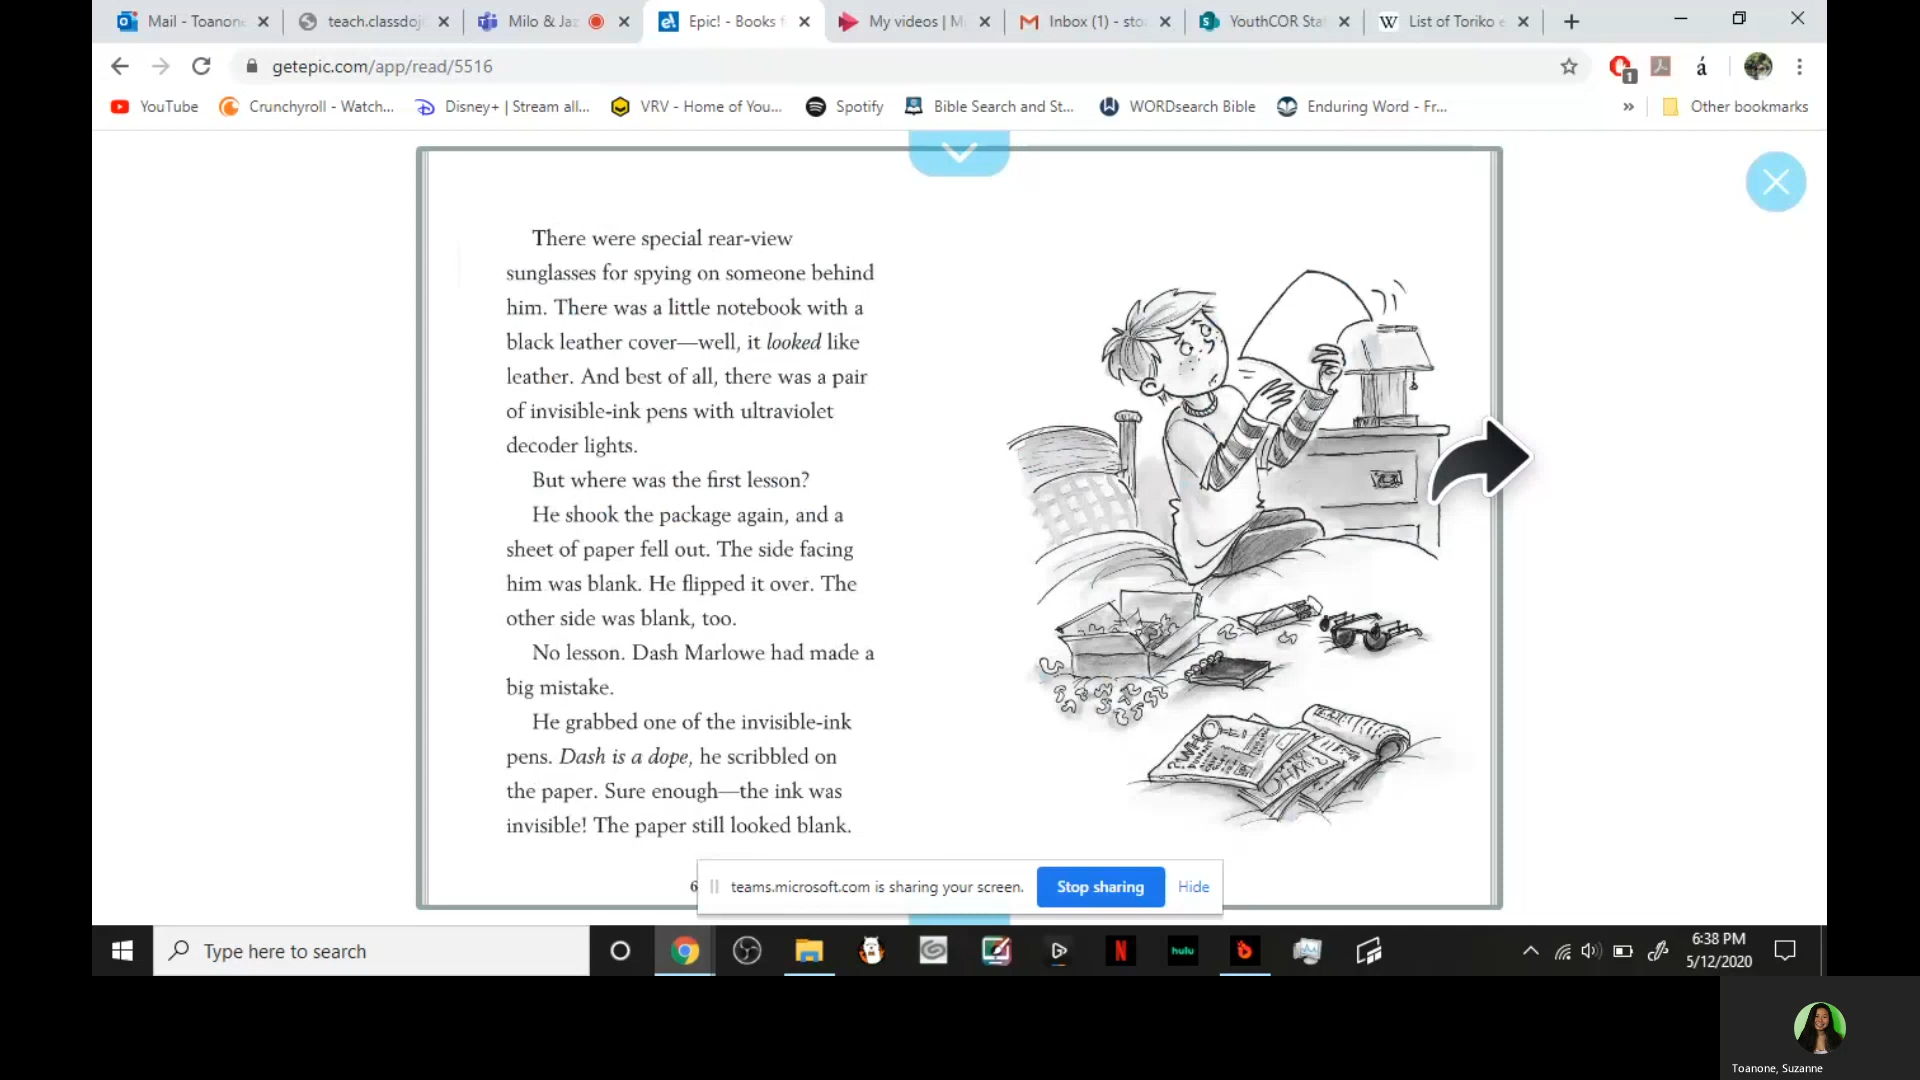 Mail - Toanone
teach.classdoj
Milo & Ja
Epic! - Books f
My videos | M
Inbox (1) - sto
YouthCOR Sta
List of Toriko e
getepic.com/app/read/5516
1
YouTube
Crunchyroll - Watch...
Disney+ | Stream all...
VRV - Home of You...
Spotify
Bible Search and St...
WORDsearch Bible
Enduring Word - Fr...
»
Other bookmarks
There were special rear-view
sunglasses for spying on someone behind
him. There was a little notebook with a
black leather cover—well, it looked like
leather. And best of all, there was a pair
of invisible-ink pens with ultraviolet
decoder lights.
But where was the first lesson?
He shook the package again, and a
sheet of paper fell out. The side facing
him was blank. He flipped it over. The
other side was blank, too.
No lesson. Dash Marlowe had made a
big mistake.
He grabbed one of the invisible-ink
pens. Dash is a dope, he scribbled on
the paper. Sure enough—the ink was
invisible! The paper still looked blank.
6
teams.microsoft.com is sharing your screen.
Stop sharing
Hide
Type here to search
N
hulu
6:38 PM
5/12/2020
Toanone, Suzanne